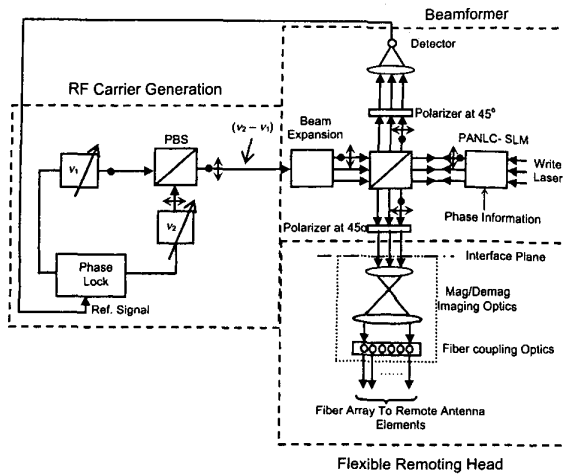 Beamformer
Detector
RF Carrier Generation
Polarizer at 45°
(ν2 – ν1)
Beam
Expansion
PANLC- SLM
PBS
ν1
Write
Laser
Phase Information
ν2
Polarizer at 45o
Interface Plane
Phase
Lock
Mag/Demag
Imaging Optics
Ref. Signal
Fiber coupling Optics
Fiber Array To Remote Antenna
Elements
Flexible Remoting Head